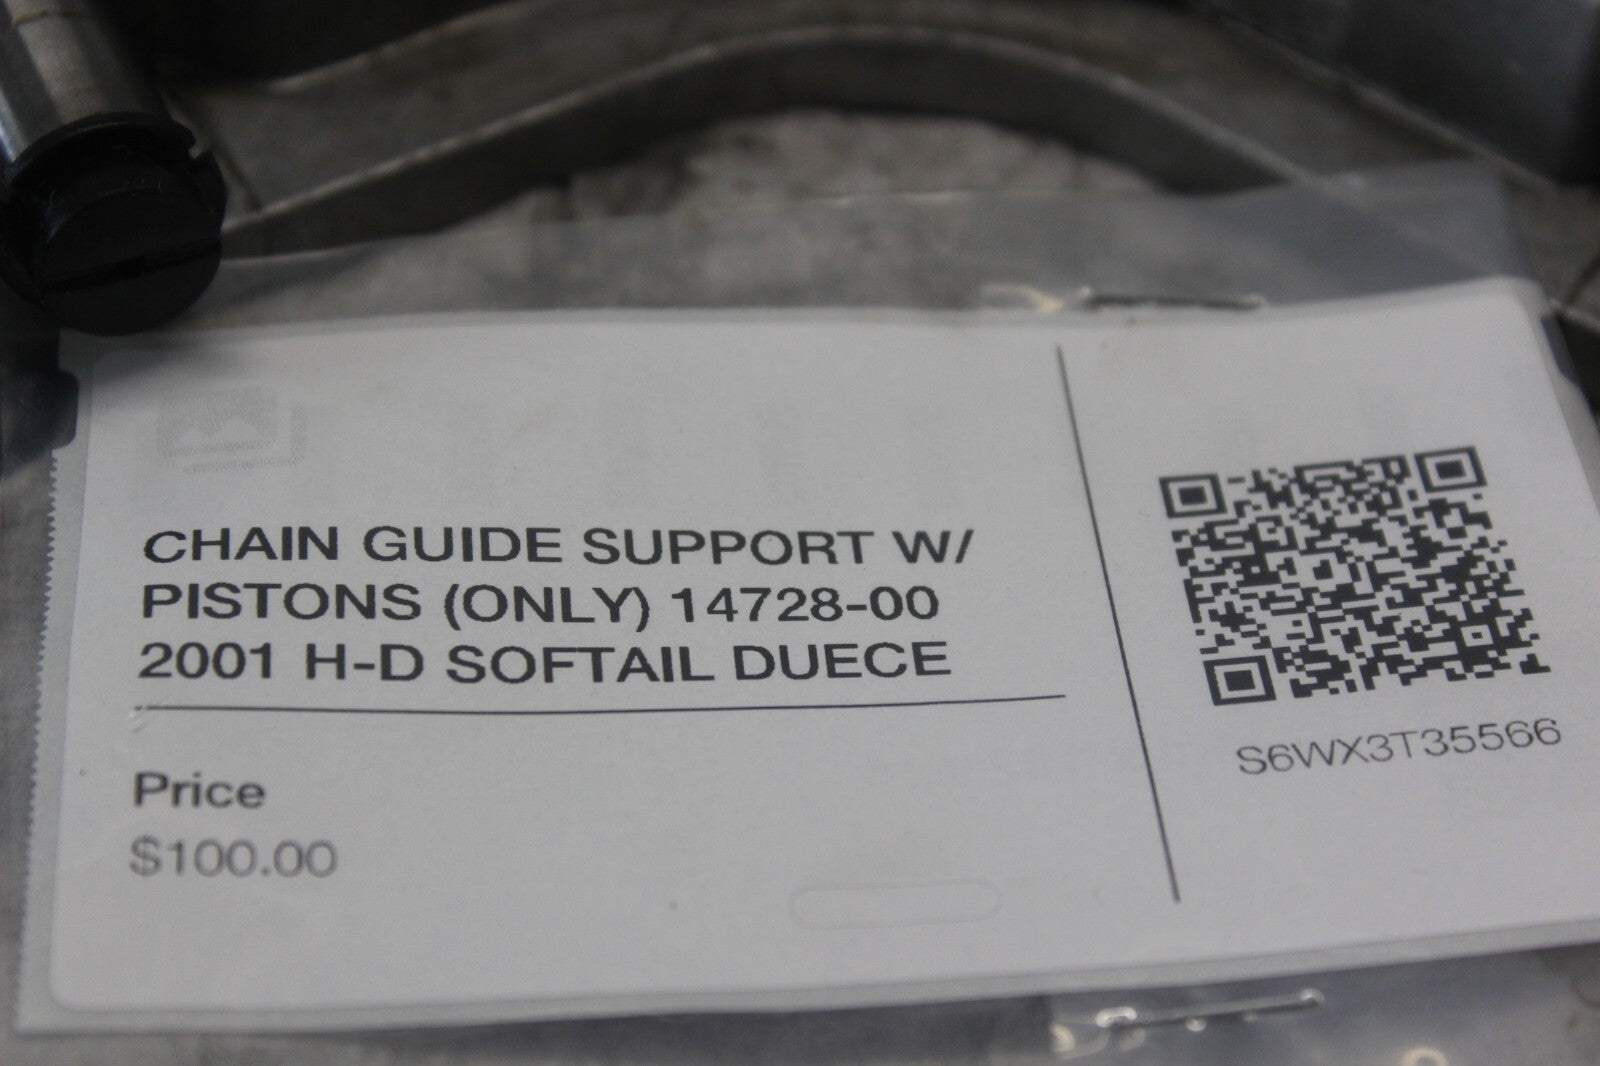 CHAIN GUIDE SUPPORT W/
PISTONS (ONLY) 14728-00
2001 H-D SOFTAIL DUECE
Price
$100.00
S6WX3T35566